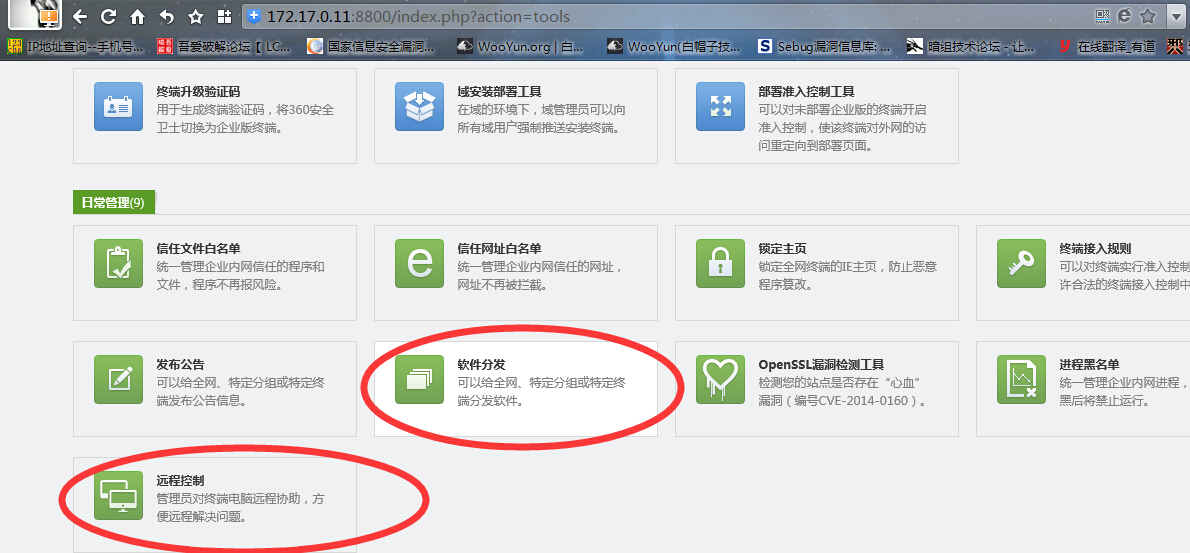 172.17.0.11:8800/index.php?action=tools
IP地址查询--手机号...
吾爱破解论坛【 LC...
国家信息安全漏洞...
WooYun.org | 白...
WooYun(白帽子技...
Sebug漏洞信息库: ...
暗组技术论坛 - 让...
在线翻译_有道
终端升级验证码
用于生成终端验证码，将360安全
卫士切换为企业版终端。
域安装部署工具
在域的环境下，域管理员可以向
所有域用户强制推送安装终端。
部署准入控制工具
可以对未部署企业版的终端开启
准入控制，使该终端对外网的访
问重定向到部署页面。
日常管理(9)
信任文件白名单
统一管理企业内网信任的程序和
文件，程序不再报风险。
信任网址白名单
统一管理企业内网信任的网址，
网址不再被拦截。
锁定主页
锁定全网终端的IE主页，防止恶意
程序篡改。
终端接入规则
可以对终端实行准入控制
许合法的终端接入控制中
发布公告
可以给全网、特定分组或特定终
端发布公告信息。
软件分发
可以给全网、特定分组或特定终
端分发软件。
OpenSSL漏洞检测工具
检测您的站点是否存在“心血”
漏洞（编号CVE-2014-0160）。
进程黑名单
统一管理企业内网进程，
黑后将禁止运行。
远程控制
管理员对终端电脑远程协助，方
便远程解决问题。